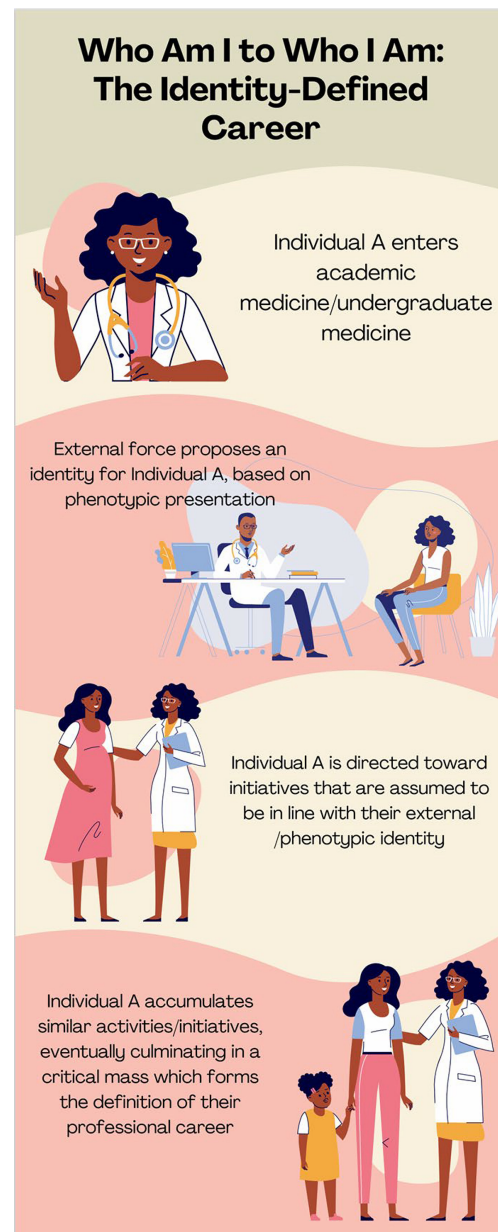 Who Am I to Who I Am:
The Identity-Defined
Career
Individual A enters
academic
medicine/undergraduate
medicine
External force proposes an
identity for Individual A, based on
phenotypic presentation
Individual A is directed toward
initiatives that are assumed to
be in line with their external
/phenotypic identity
Individual A accumulates
similar activities/initiatives,
eventually culminating in a
critical mass which forms
the definition of their
professional career